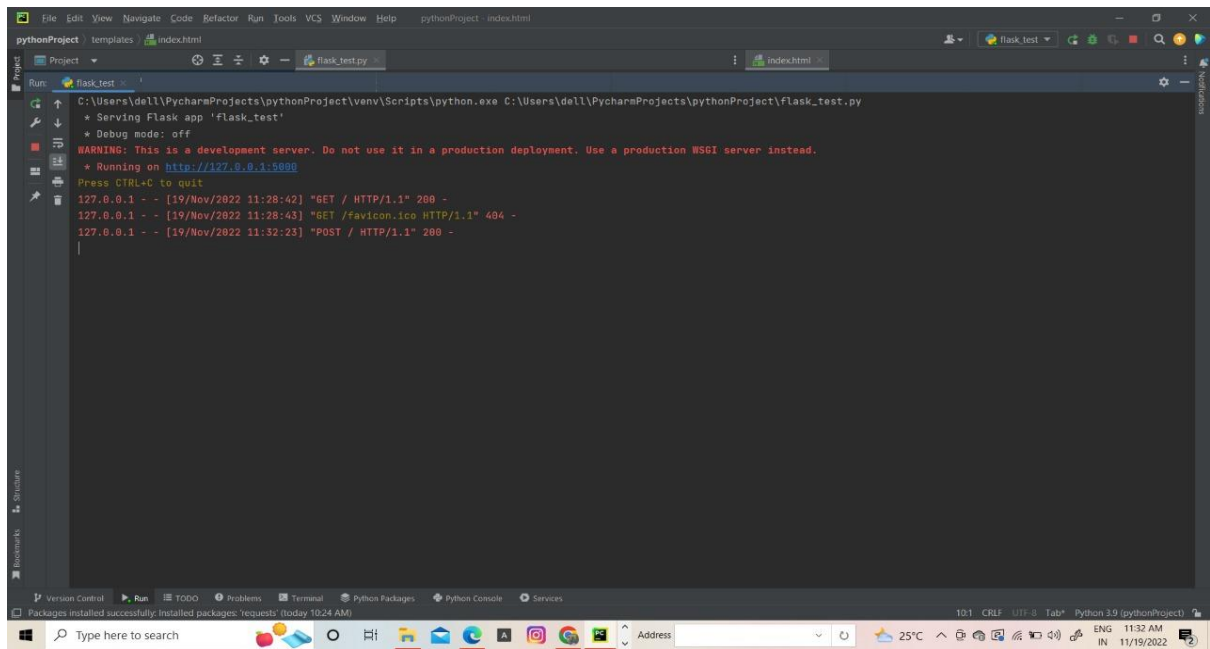 File Edit View Navigate Code Refactor Run Tools VCS Window Help pythonProject - index.html
pythonProject templates index.html flask_test
Project flask_test.py index.html
Run: flask_test
C:\Users\dell\PycharmProjects\pythonProject\venv\Scripts\python.exe C:\Users\dell\PycharmProjects\pythonProject\flask_test.py
* Serving Flask app 'flask_test'
* Debug mode: off
WARNING: This is a development server. Do not use it in a production deployment. Use a production WSGI server instead.
* Running on http://127.0.0.1:5000
Press CTRL+C to quit
127.0.0.1 - - [19/Nov/2022 11:28:42] "GET / HTTP/1.1" 200 -
127.0.0.1 - - [19/Nov/2022 11:28:43] "GET /favicon.ico HTTP/1.1" 404 -
127.0.0.1 - - [19/Nov/2022 11:32:23] "POST / HTTP/1.1" 200 -
Project
Structure
Bookmarks
Notifications
Version Control Run TODO Problems Terminal Python Packages Python Console Services
Packages installed successfully: Installed packages: 'requests' (today 10:24 AM) 10:1 CRLF UTF-8 Tab* Python 3.9 (pythonProject)
Type here to search Address 25°C ENG 11:32 AM
IN 11/19/2022 2